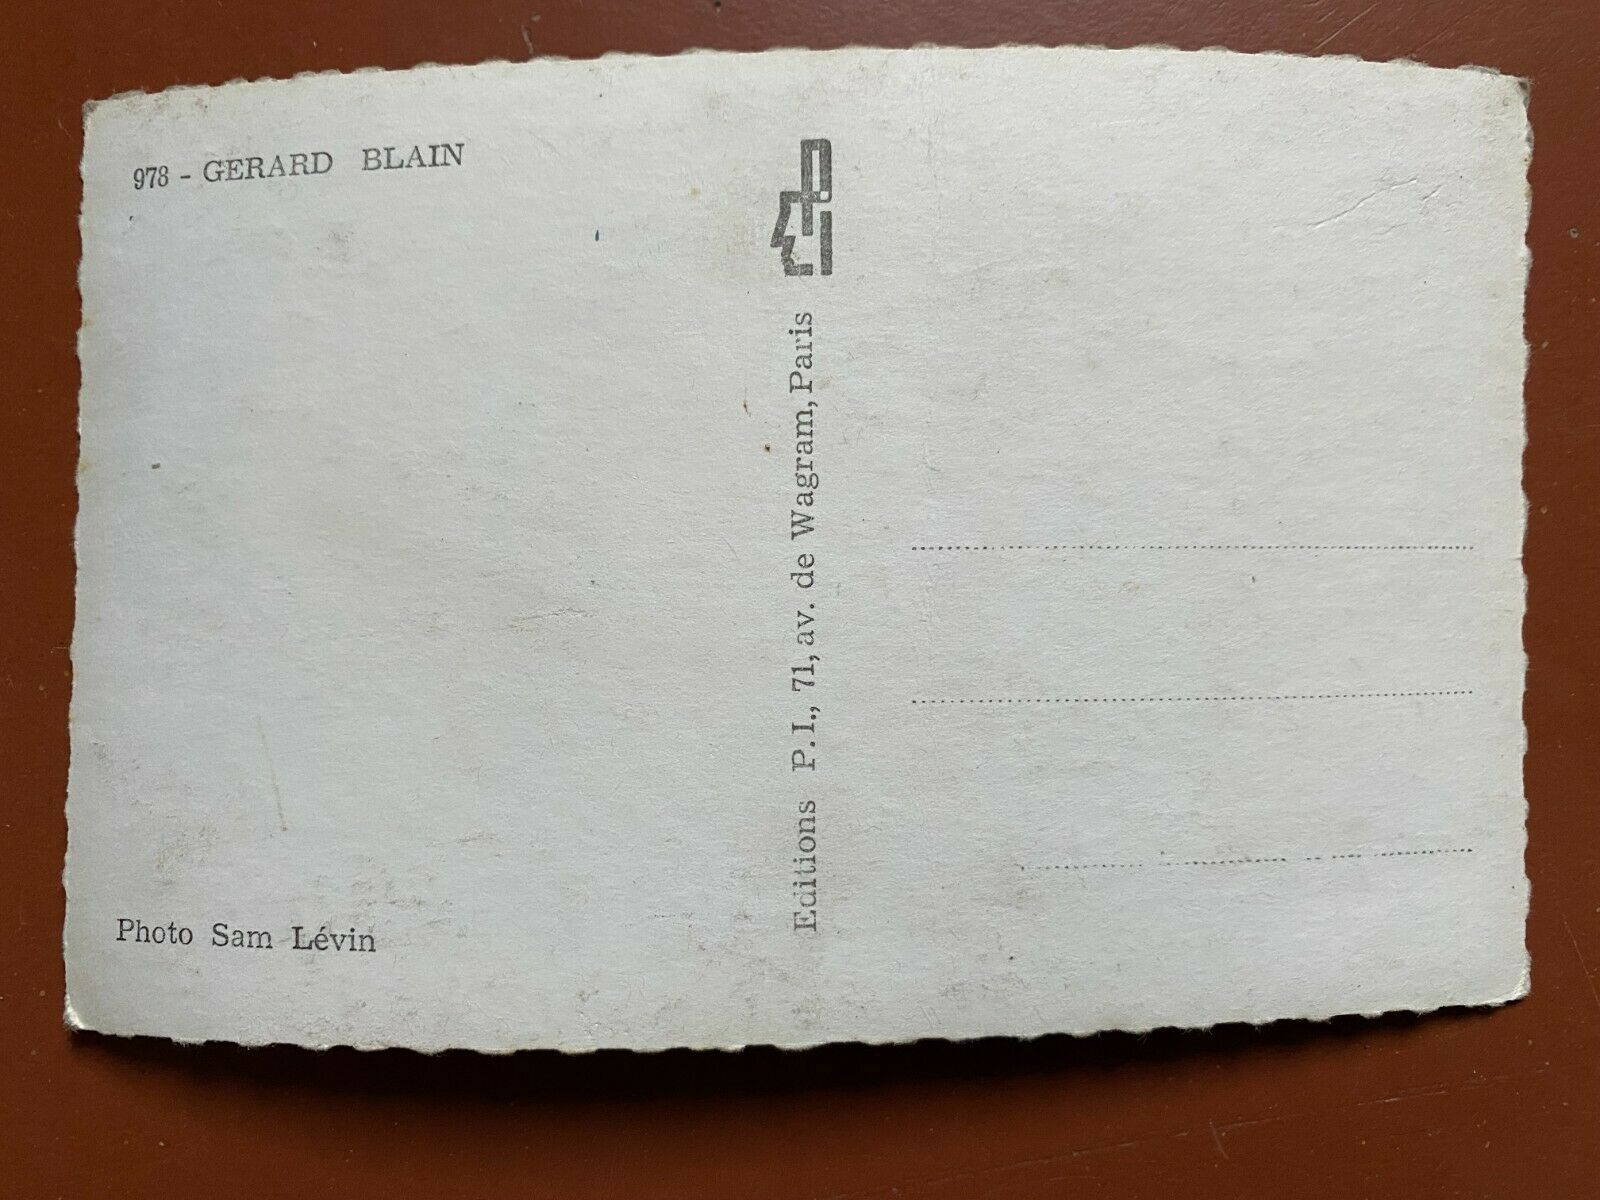 978 - GERARD BLAIN
Photo Sam Lévin
Editions P.I., 71, av. de Wagram, Paris